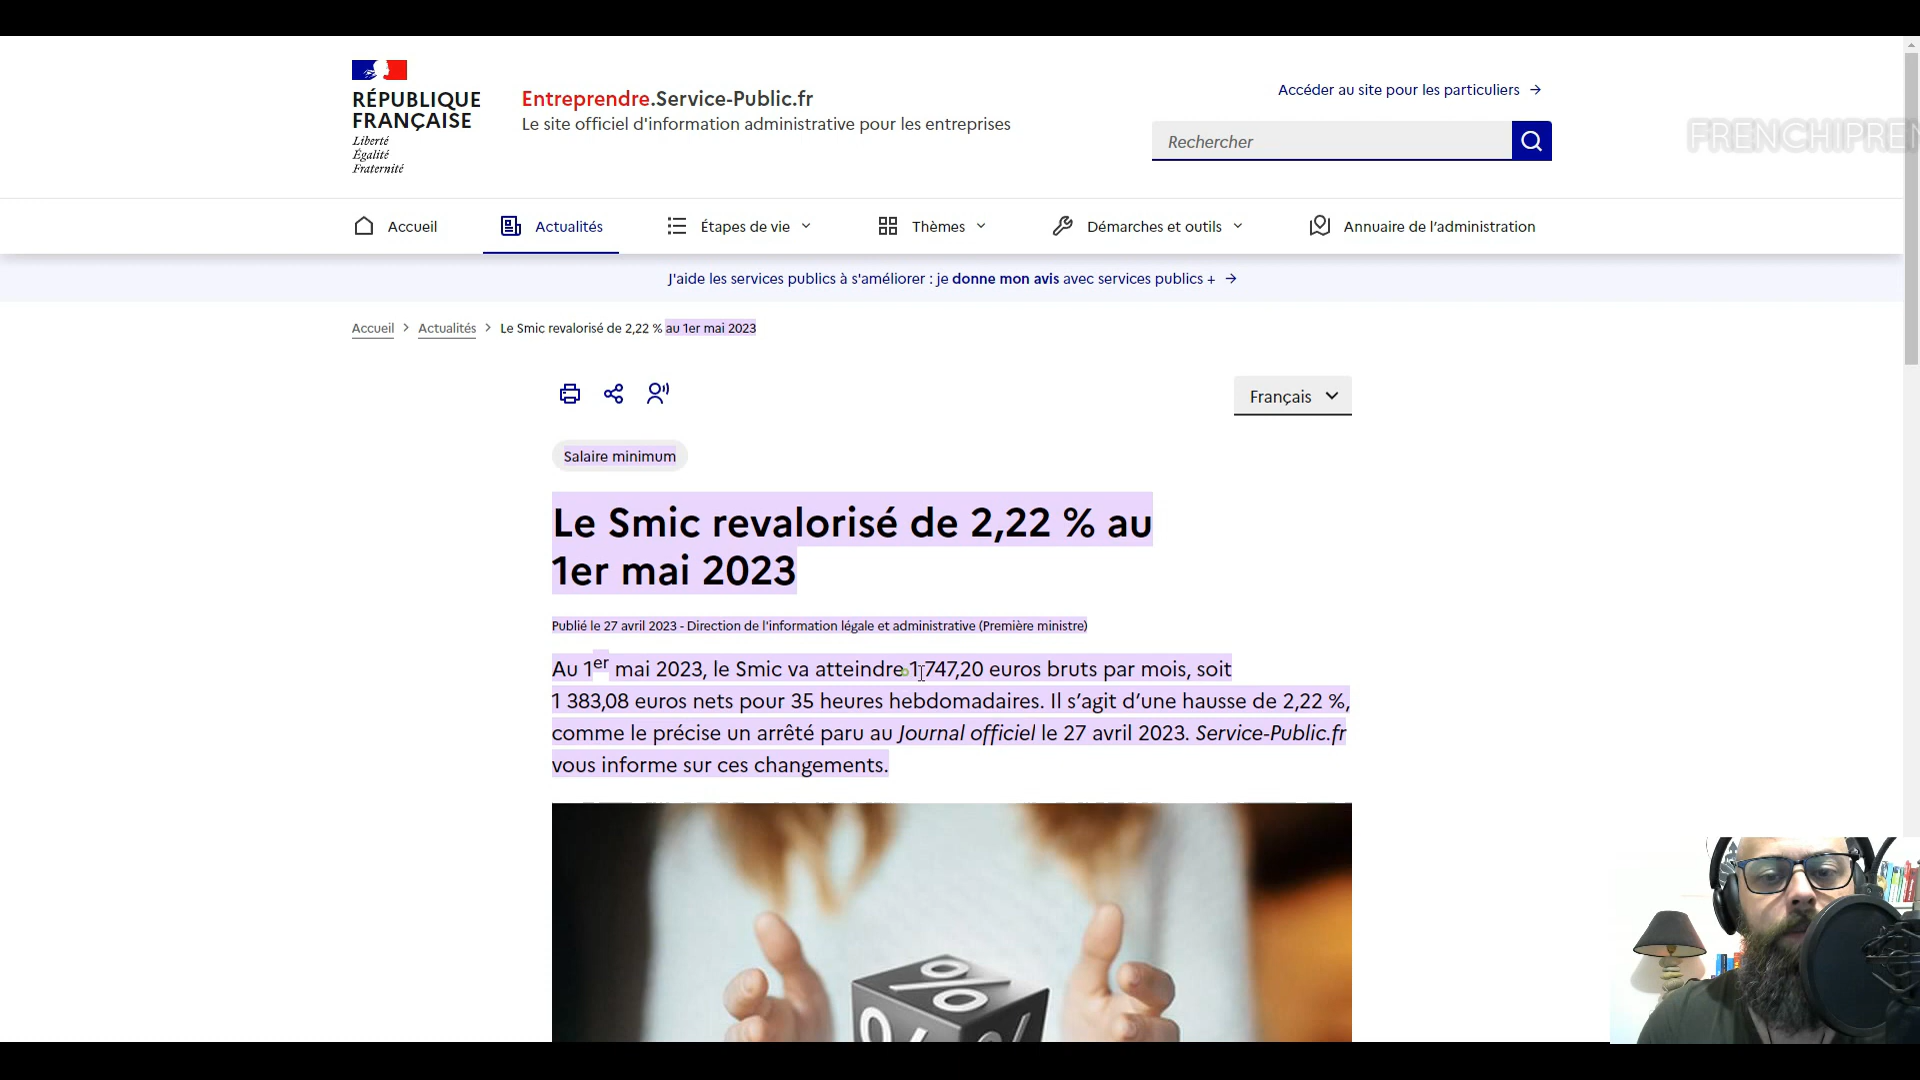 RÉPUBLIQUE
FRANÇAISE
Liberté
Égalité
Fraternité
Entreprendre.Service-Public.fr
Le site officiel d'information administrative pour les entreprises
Accéder au site pour les particuliers
Rechercher
Accueil
Actualités
Étapes de vie
Thèmes
Démarches et outils
Annuaire de l’administration
J'aide les services publics à s'améliorer : je donne mon avis avec services publics +
Accueil > Actualités > Le Smic revalorisé de 2,22 % au 1er mai 2023
Français
Salaire minimum
Le Smic revalorisé de 2,22 % au
1er mai 2023
Publié le 27 avril 2023 - Direction de l'information légale et administrative (Première ministre)
Au 1er mai 2023, le Smic va atteindre 1 747,20 euros bruts par mois, soit
1 383,08 euros nets pour 35 heures hebdomadaires. Il s’agit d’une hausse de 2,22 %,
comme le précise un arrêté paru au Journal officiel le 27 avril 2023. Service-Public.fr
vous informe sur ces changements.
%
%
%